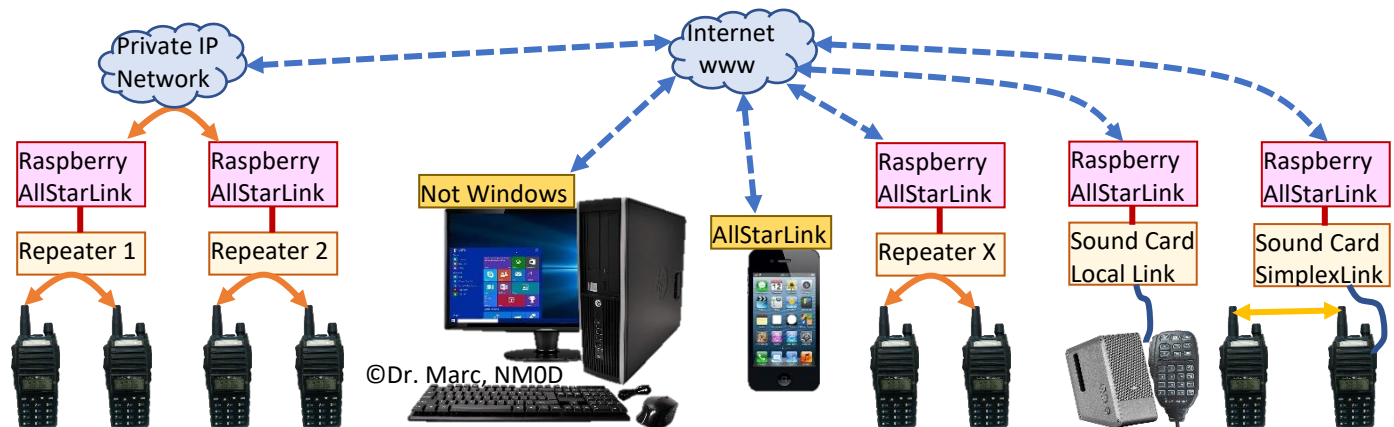 Private IP
Network
Internet
www
Raspberry
AllStarLink
Raspberry
AllStarLink
Not Windows
AllStarLink
Raspberry
AllStarLink
Raspberry
AllStarLink
Raspberry
AllStarLink
Repeater 1
Repeater 2
Repeater X
Sound Card
Local Link
Sound Card
SimplexLink
©Dr. Marc, NM0D